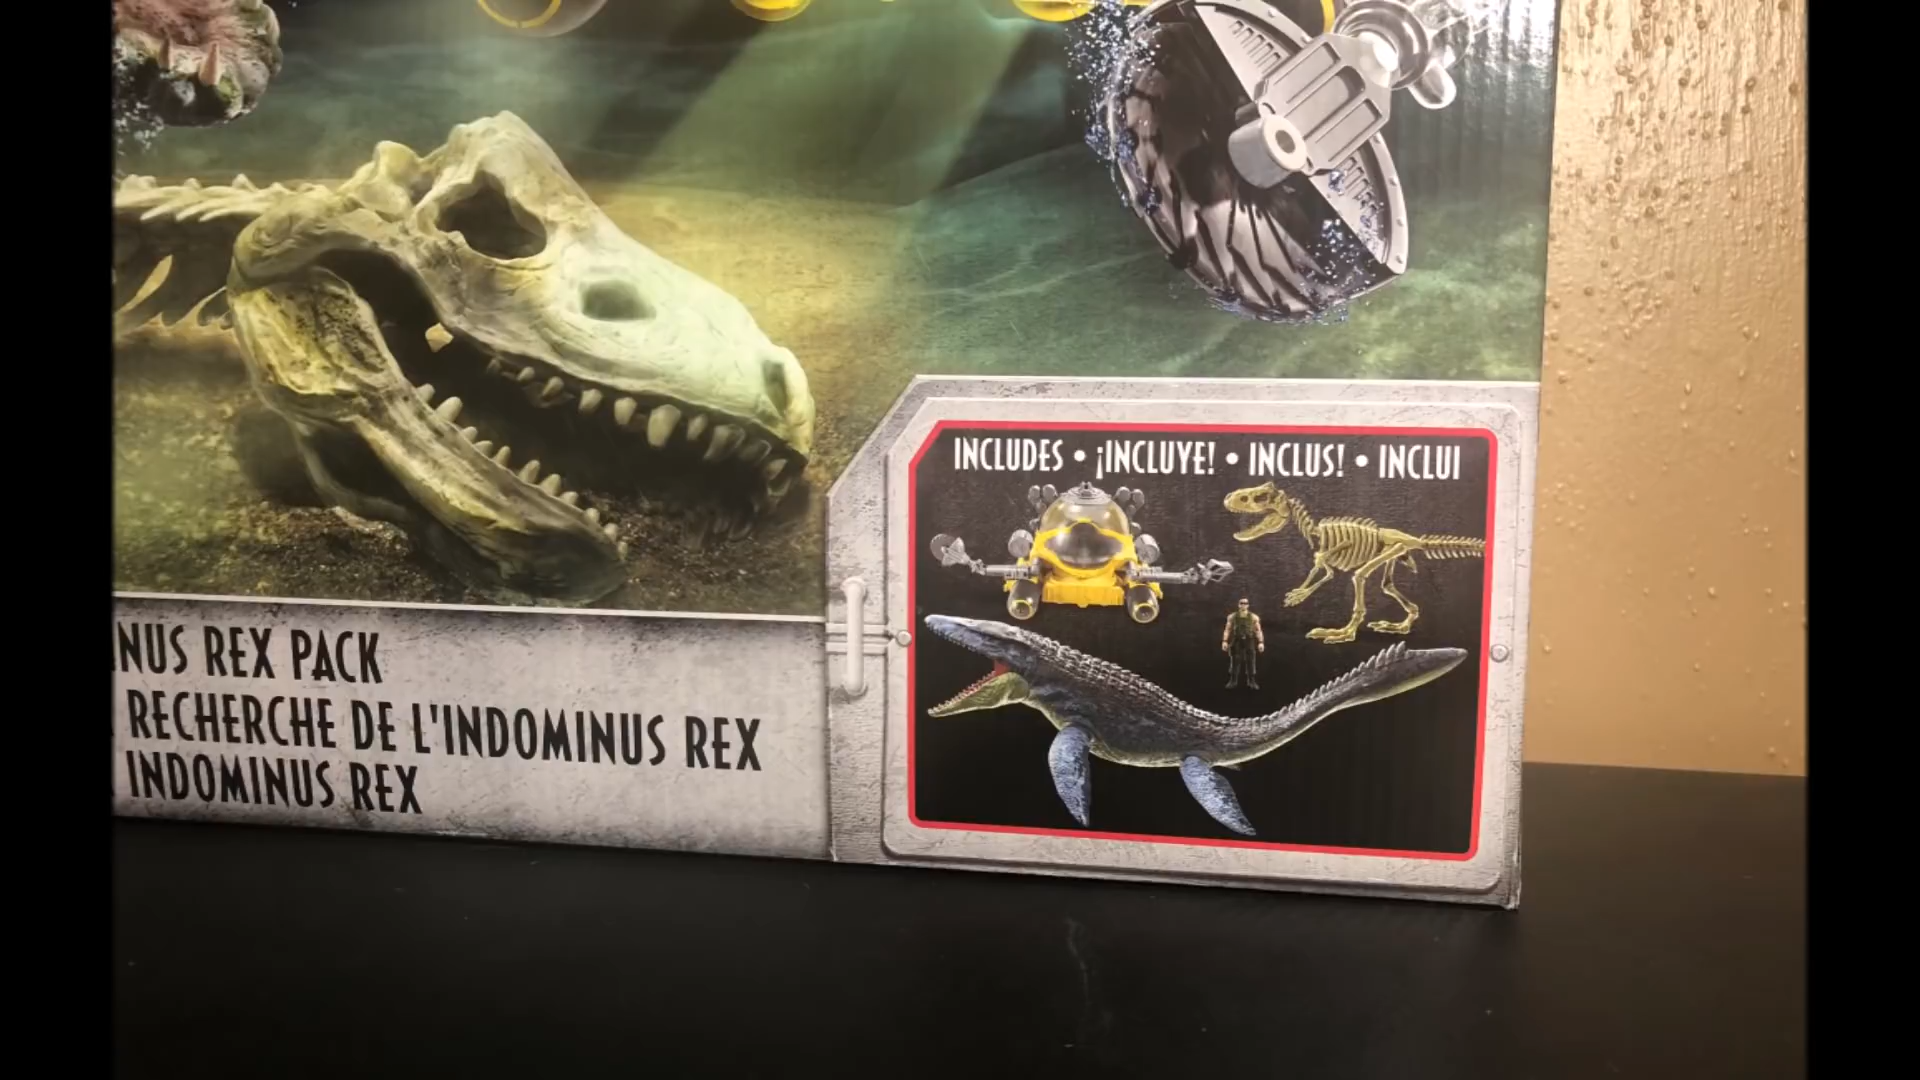 INCLUDES • ¡INCLUYE! • INCLUS! • INCLUI
NUS REX PACK
RECHERCHE DE L'INDOMINUS REX
INDOMINUS REX